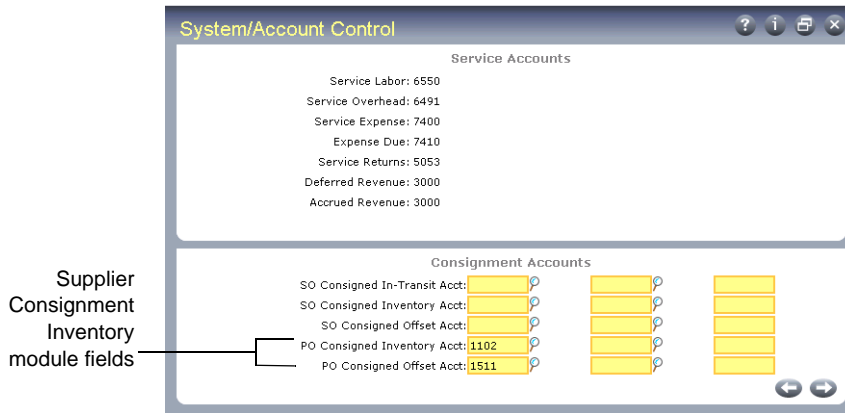 System/Account Control
Service Accounts
Service Labor: 6550
Service Overhead: 6491
Service Expense: 7400
Expense Due: 7410
Service Returns: 5053
Deferred Revenue: 3000
Accrued Revenue: 3000
Consignment Accounts
SO Consigned In-Transit Acct:
SO Consigned Inventory Acct:
SO Consigned Offset Acct:
PO Consigned Inventory Acct: 1102
PO Consigned Offset Acct: 1511
Supplier
Consignment
Inventory
module fields